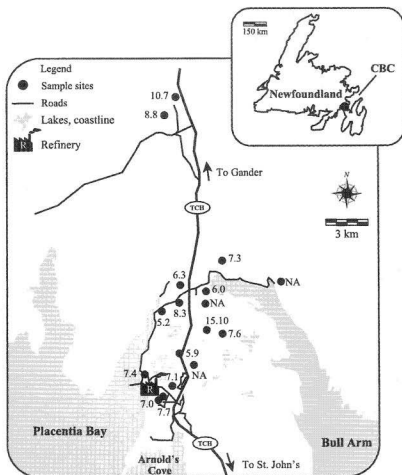 150 km
CBC
Newfoundland
Legend
Sample sites
Roads
Lakes, coastline
R
Refinery
10.7
8.8
To Gander
TCH
N
3 km
7.3
6.3
6.0
NA
NA
8.3
5.2
15.10
7.6
5.9
7.4
NA
R
7.1
7.0
7.7
Placentia Bay
TCH
Bull Arm
Arnold's
Cove
To St. John's